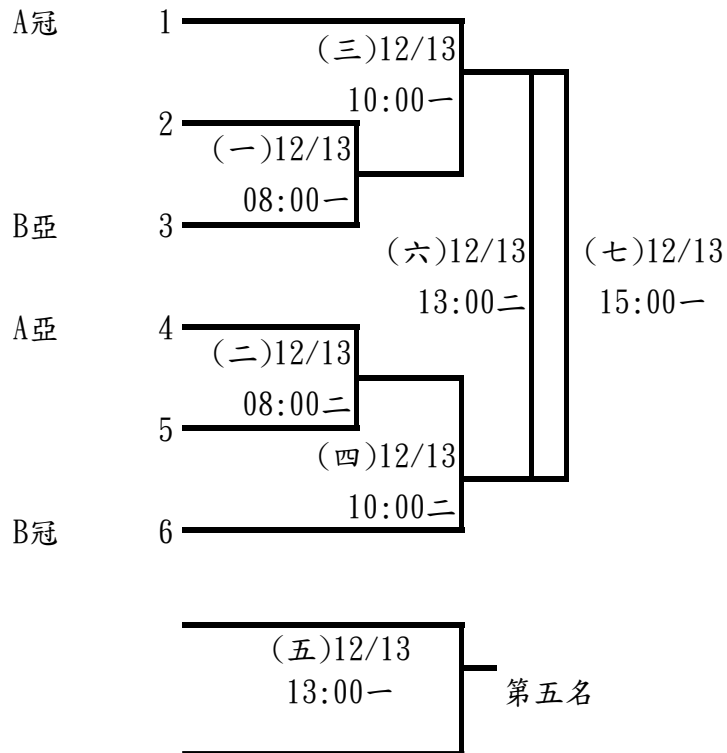 A冠 1
(三)12/13
10:00一
2
(一)12/13
08:00一
B亞 3
(六)12/13 (七)12/13
13:00二 15:00一
A亞 4
(二)12/13
08:00二
5
(四)12/13
10:00二
B冠 6
(五)12/13
13:00一
第五名